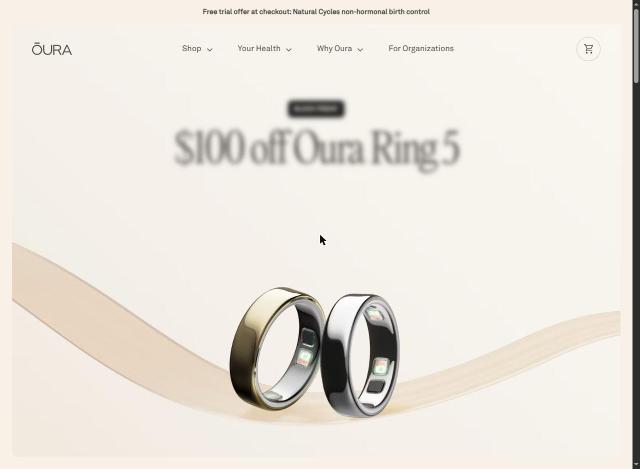 Free trial offer at checkout: Natural Cycles non-hormonal birth control
ŌURA
Shop
Your Health
Why Oura
For Organizations
$100 off Oura Ring 5